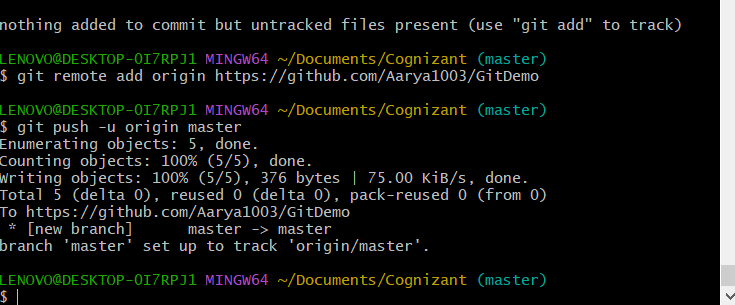 nothing added to commit but untracked files present (use "git add" to track)
LENOVO@DESKTOP-OI7RPJ1 MINGW64 ~/Documents/Cognizant (master)
$ git remote add origin https://github.com/Aarya1003/GitDemo
LENOVO@DESKTOP-OI7RPJ1 MINGW64 ~/Documents/Cognizant (master)
$ git push -u origin master
Enumerating objects: 5, done.
Counting objects: 100% (5/5), done.
Writing objects: 100% (5/5), 376 bytes | 75.00 KiB/s, done.
Total 5 (delta 0), reused 0 (delta 0), pack-reused 0 (from 0)
To https://github.com/Aarya1003/GitDemo
 * [new branch]      master -> master
branch 'master' set up to track 'origin/master'.
LENOVO@DESKTOP-OI7RPJ1 MINGW64 ~/Documents/Cognizant (master)
$